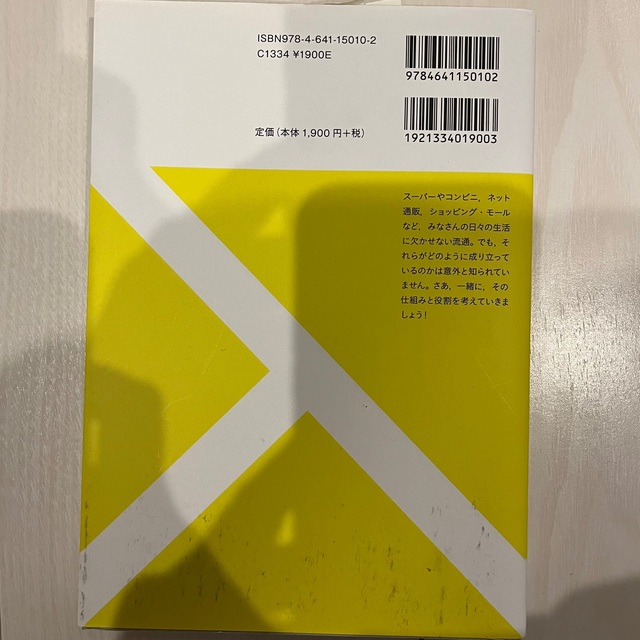 ISBN978-4-641-15010-2
C1334 ¥1900E
9784641150102
定価（本体 1,900 円＋税）
1921334019003
スーパーやコンビニ，ネット
通販，ショッピング・モール
など，みなさんの日々の生活
に欠かせない流通。でも，そ
れらがどのように成り立って
いるのかは意外と知られてい
ません。さあ，一緒に，その
仕組みと役割を考えていきま
しょう！